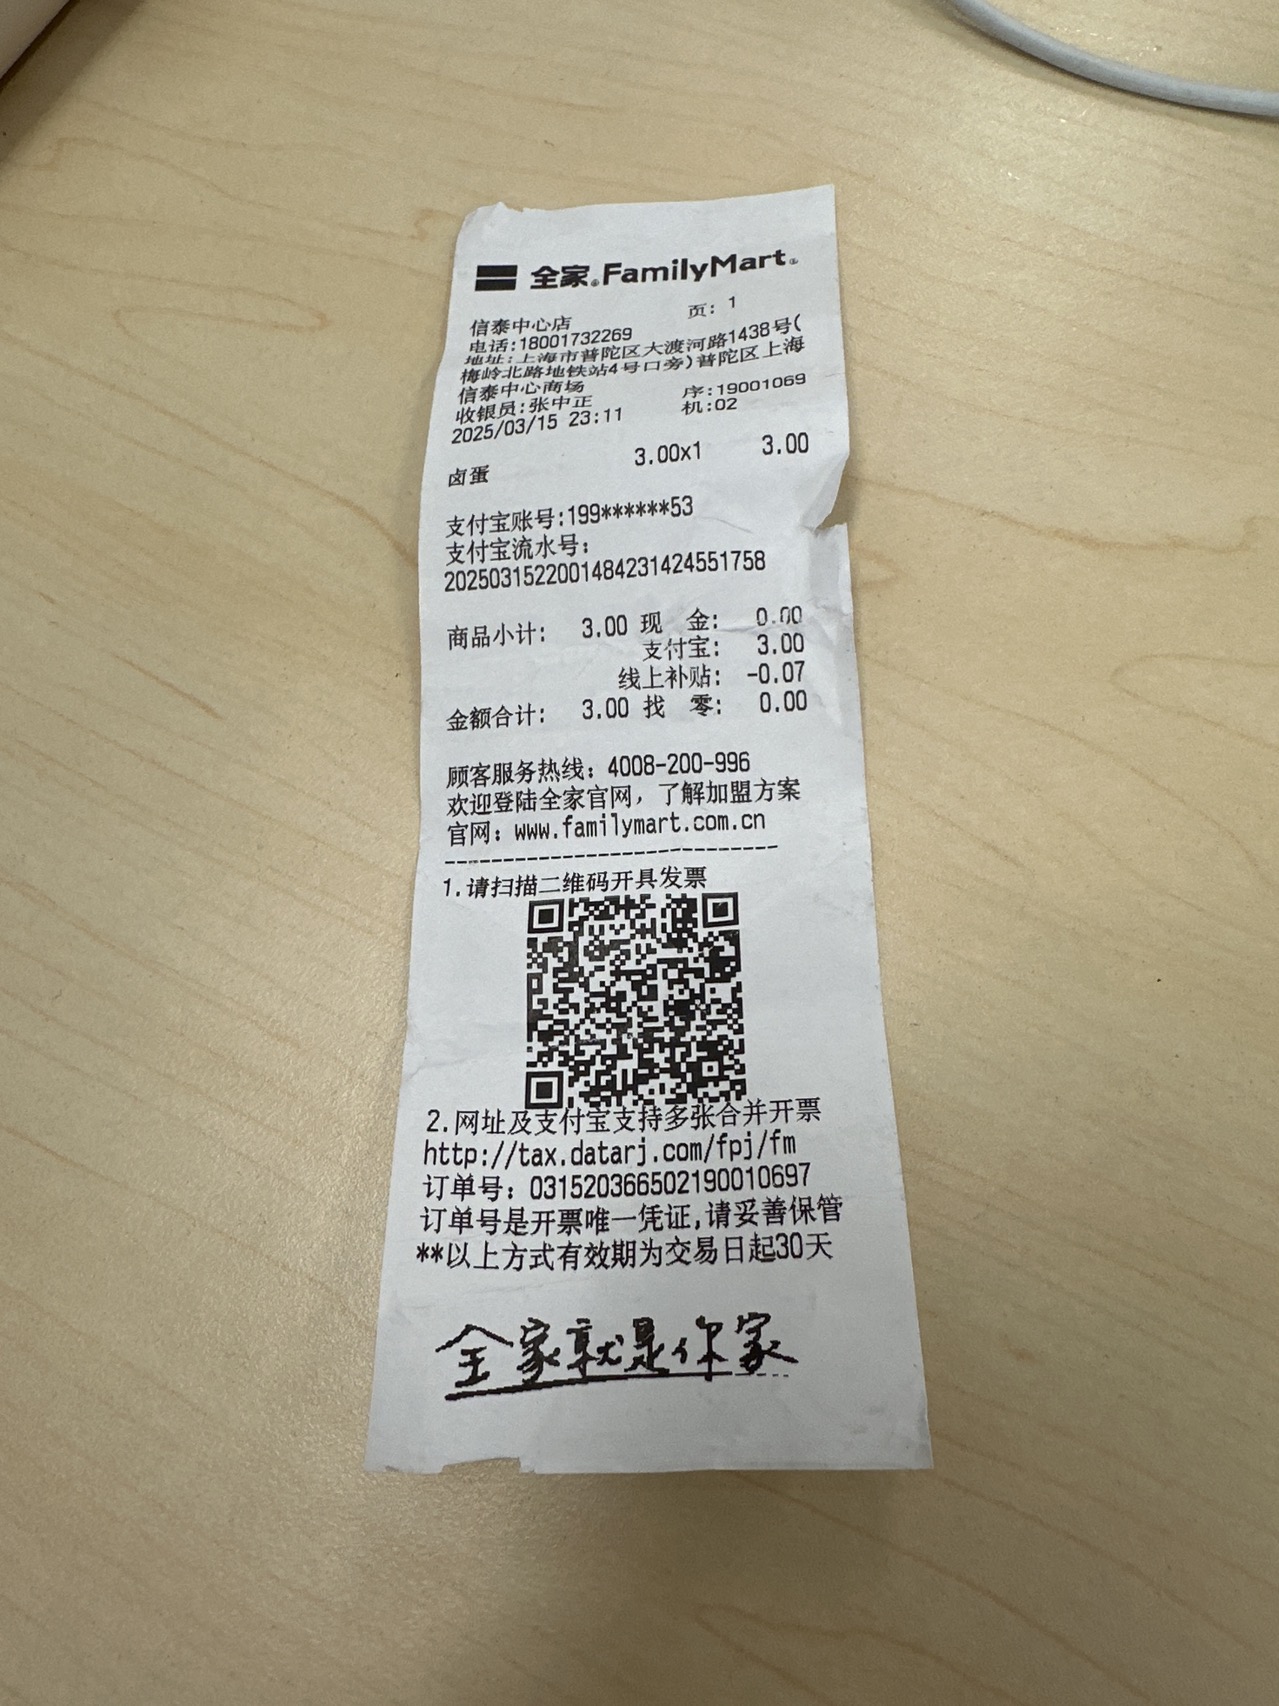 全家 FamilyMart
页: 1
信泰中心店
电话:18001732269
地址:上海市普陀区大渡河路1438号(
梅岭北路地铁站4号口旁)普陀区上海
信泰中心商场
收银员:张中正 序:19001069
2025/03/15 23:11 机:02
卤蛋 3.00x1 3.00
支付宝账号:199******53
支付宝流水号:
2025031522001484231424551758
商品小计: 3.00 现 金: 0.00
支付宝: 3.00
线上补贴: -0.07
金额合计: 3.00 找 零: 0.00
顾客服务热线: 4008-200-996
欢迎登陆全家官网, 了解加盟方案
官网: www.familymart.com.cn
------------------------------
1.请扫描二维码开具发票
2.网址及支付宝支持多张合并开票
http://tax.datarj.com/fpj/fm
订单号: 031520366502190010697
订单号是开票唯一凭证,请妥善保管
**以上方式有效期为交易日起30天
全家就是你家